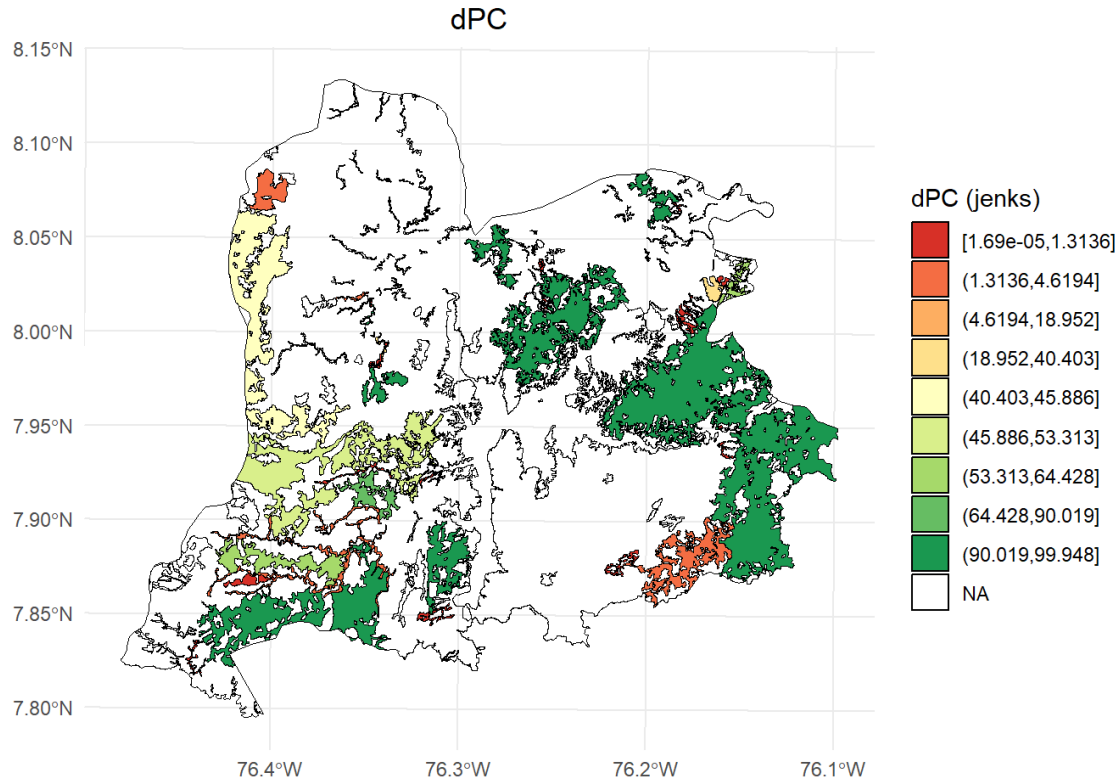 dPC
8.15°N
8.10°N
8.05°N
8.00°N
7.95°N
7.90°N
7.85°N
7.80°N
76.4°W
76.3°W
76.2°W
76.1°W
dPC (jenks)
[1.69e-05,1.3136]
(1.3136,4.6194]
(4.6194,18.952]
(18.952,40.403]
(40.403,45.886]
(45.886,53.313]
(53.313,64.428]
(64.428,90.019]
(90.019,99.948]
NA